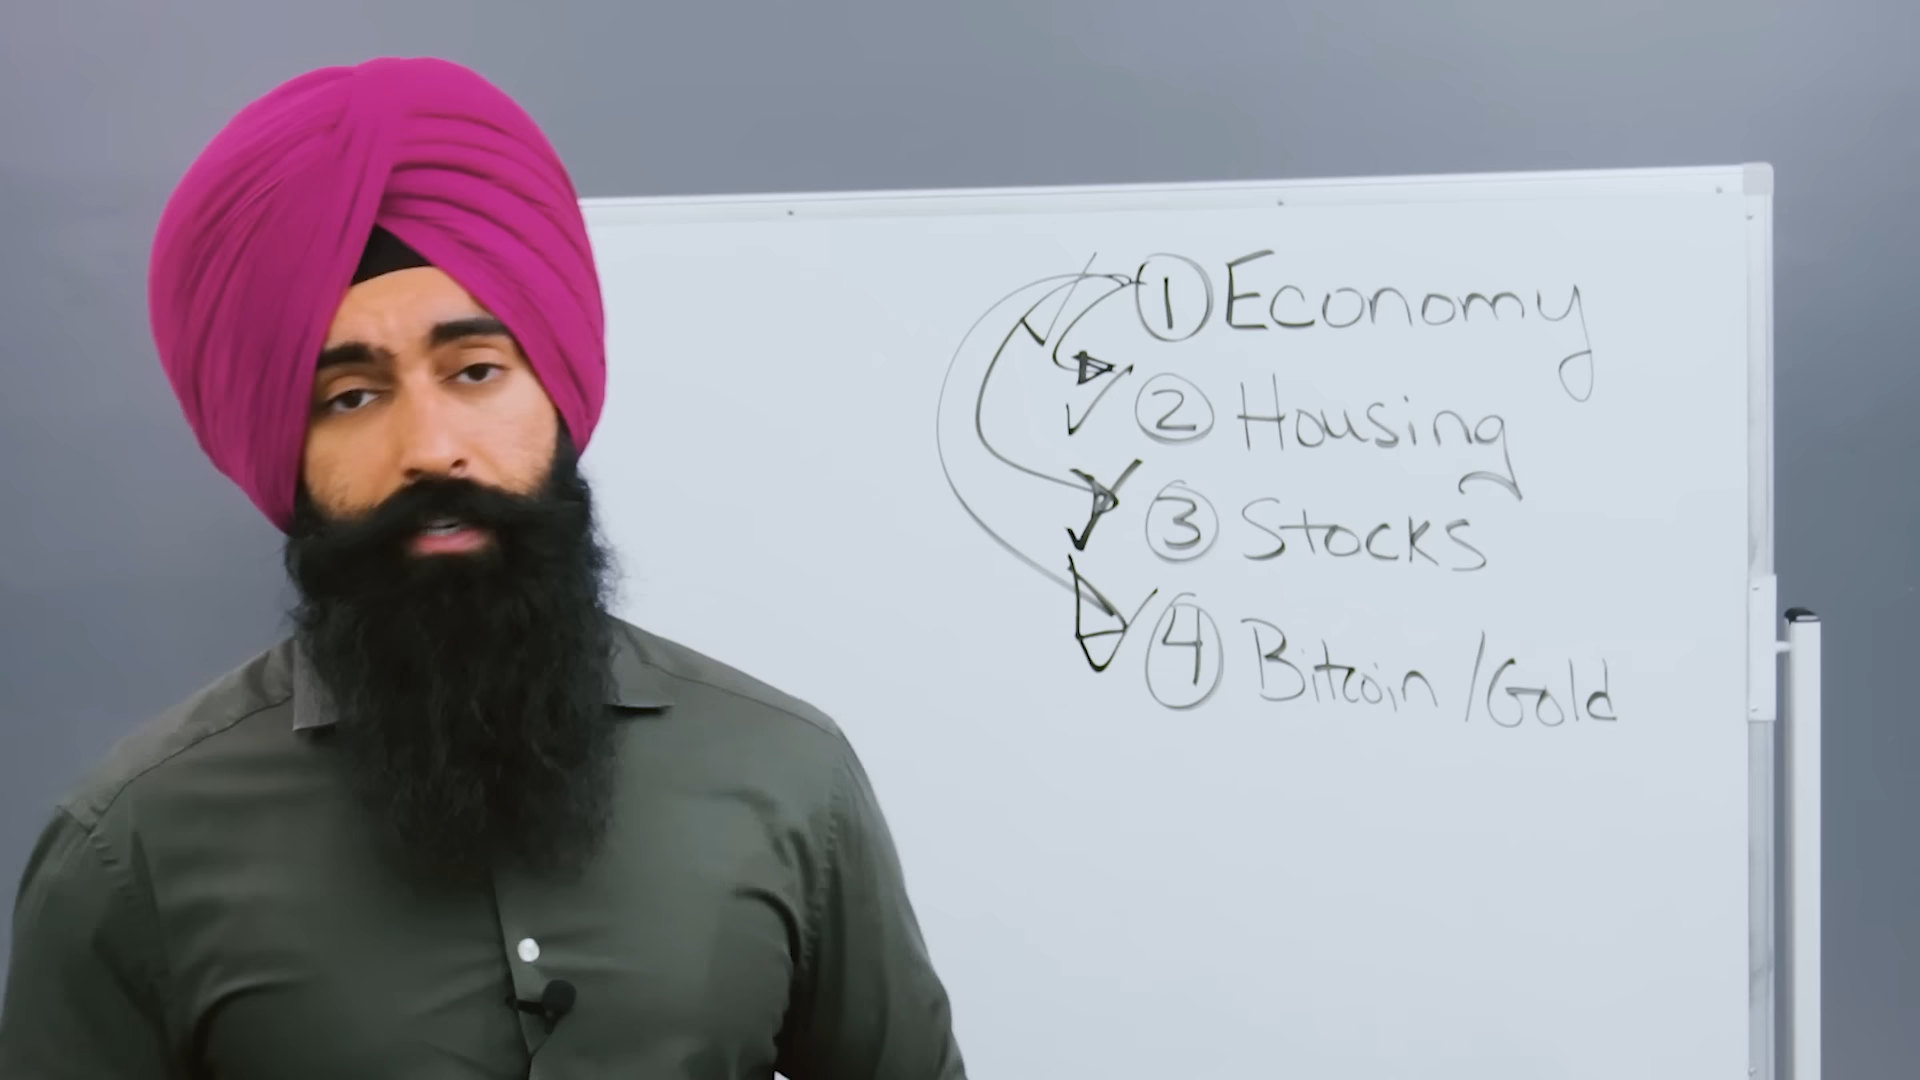 ① Economy
② Housing
③ Stocks
④ Bitcoin/Gold